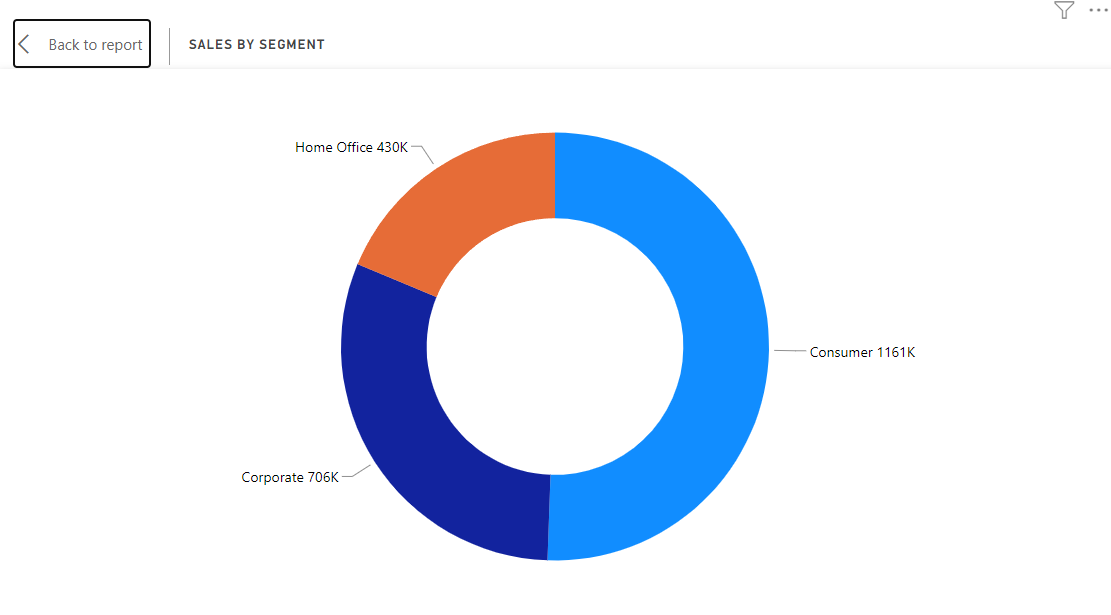 Back to report
SALES BY SEGMENT
Home Office 430K
Consumer 1161K
Corporate 706K